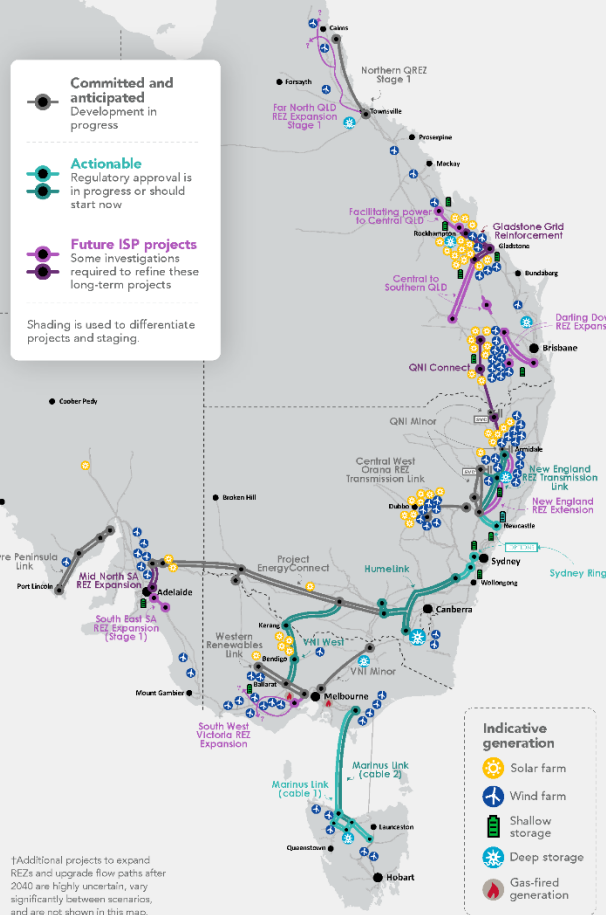 Cairns
Northern QREZ
Stage 1
Forsayth
Far North QLD
REZ Expansion
Stage 1
Townsville
Proserpine
Mackay
Committed and
anticipated
Development in
progress
Actionable
Regulatory approval is
in progress or should
start now
Future ISP projects
Some investigations
required to refine these
long-term projects
Shading is used to differentiate
projects and staging.
Facilitating power
to Central QLD
Rockhampton
Gladstone Grid
Reinforcement
Gladstone
Central to
Southern QLD
Bundaberg
Darling Dow
REZ Expans
Brisbane
QNI Connect
Coober Pedy
QNI Minor
Armidale
Central West
Orana REZ
Transmission Link
New England
REZ Transmission
Link
New England
REZ Extension
Broken Hill
Dubbo
Newcastle
Sydney
Sydney Ring
Wollongong
yre Peninsula
Link
Port Lincoln
Mid North SA
REZ Expansion
Adelaide
South East SA
REZ Expansion
(Stage 1)
Project
EnergyConnect
HumeLink
Canberra
Kerang
Western
Renewables
Link
VNI West
Bendigo
VNI Minor
Ballarat
Melbourne
Mount Gambier
South West
Victoria REZ
Expansion
Marinus Link
(cable 2)
Marinus Link
(cable 1)
Launceston
Queenstown
Hobart
Indicative
generation
Solar farm
Wind farm
Shallow
storage
Deep storage
Gas-fired
generation
†Additional projects to expand
REZs and upgrade flow paths after
2040 are highly uncertain, vary
significantly between scenarios,
and are not shown in this map.